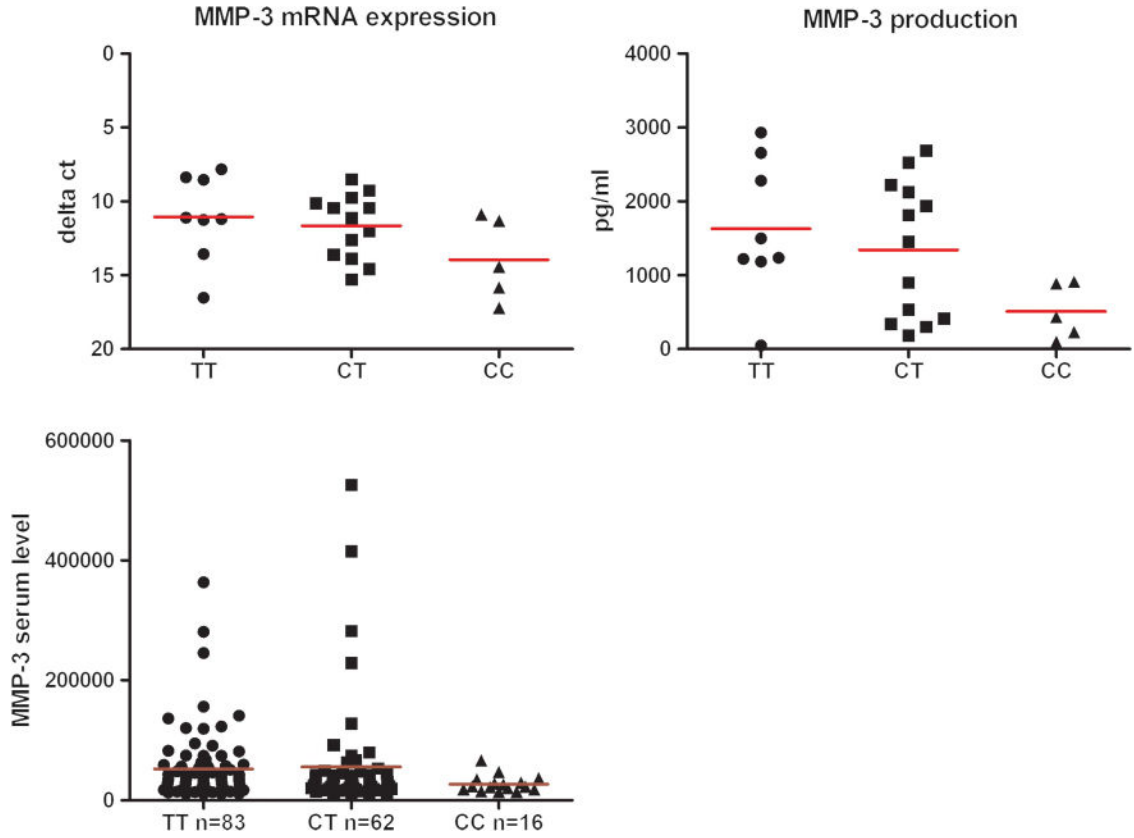 MMP-3 mRNA expression
delta ct
0
5
10
15
20
TT CT CC
MMP-3 production
pg/ml
4000
3000
2000
1000
0
TT CT CC
MMP-3 serum level
600000
400000
200000
0
TT n=83 CT n=62 CC n=16